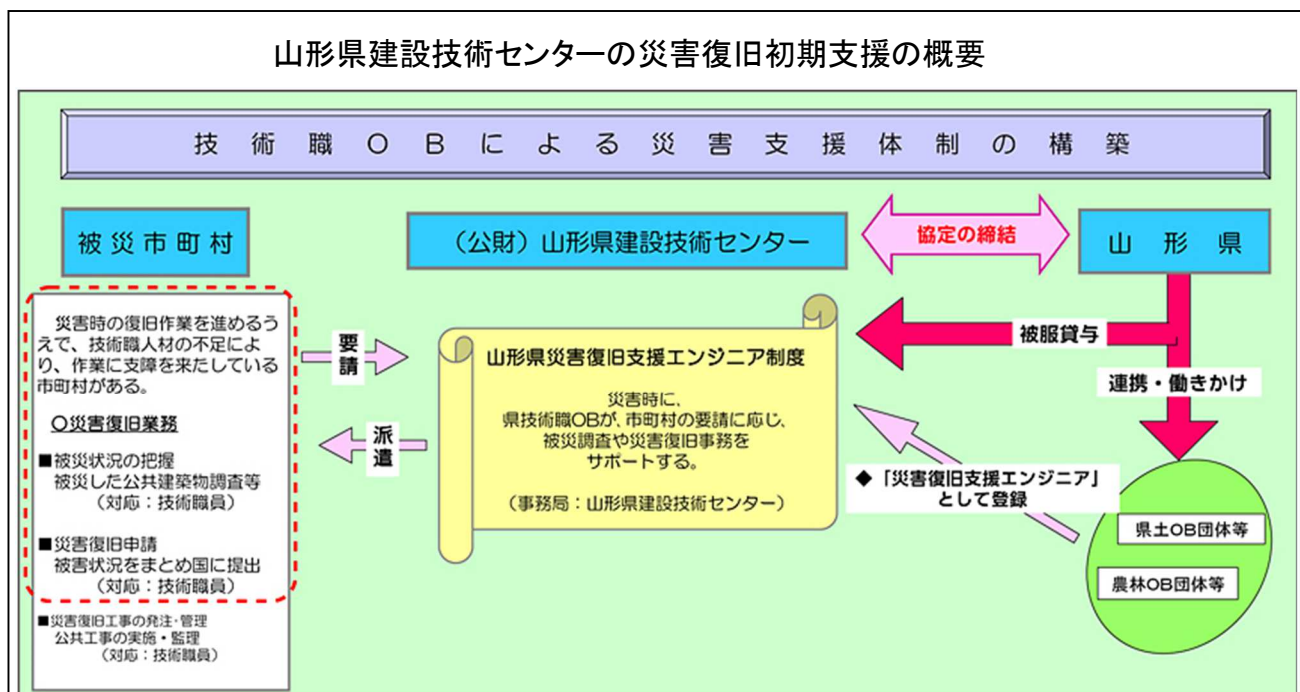 山形県建設技術センターの災害復旧初期支援の概要
技術職OBによる災害支援体制の構築
被災市町村
(公財)山形県建設技術センター
協定の締結
山形県
災害時の復旧作業を進めるう
えで、技術職人材の不足によ
り、作業に支障を来たしている
市町村がある。
〇災害復旧業務
■被災状況の把握
被災した公共建築物調査等
(対応:技術職員)
■災害復旧申請
被害状況をまとめ国に提出
(対応:技術職員)
■災害復旧工事の発注・管理
公共工事の実施・監理
(対応:技術職員)
要請
派遣
山形県災害復旧支援エンジニア制度
災害時に、
県技術職OBが、市町村の要請に応じ、
被災調査や災害復旧事務を
サポートする。
(事務局:山形県建設技術センター)
被服貸与
連携・働きかけ
◆「災害復旧支援エンジニア」
として登録
県土OB団体等
農林OB団体等